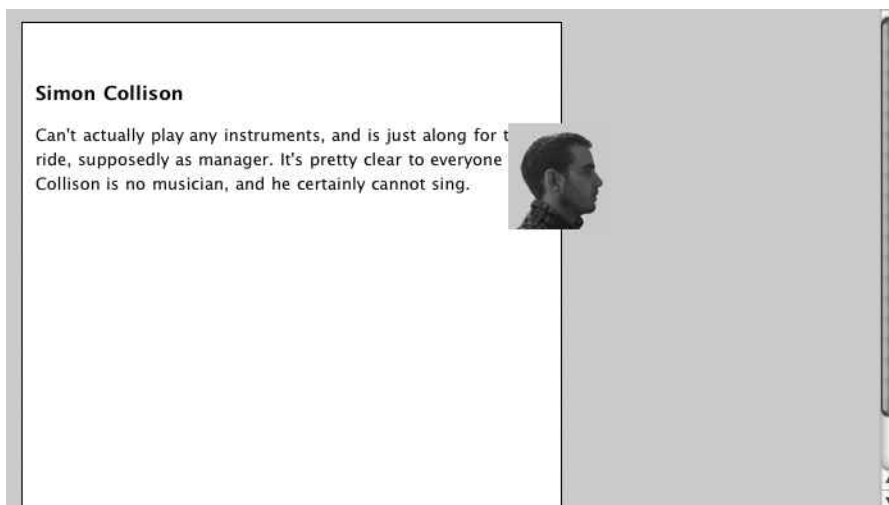 Simon Collison
Can't actually play any instruments, and is just along for
ride, supposedly as manager. It's pretty clear to everyone
Collison is no musician, and he certainly cannot sing.